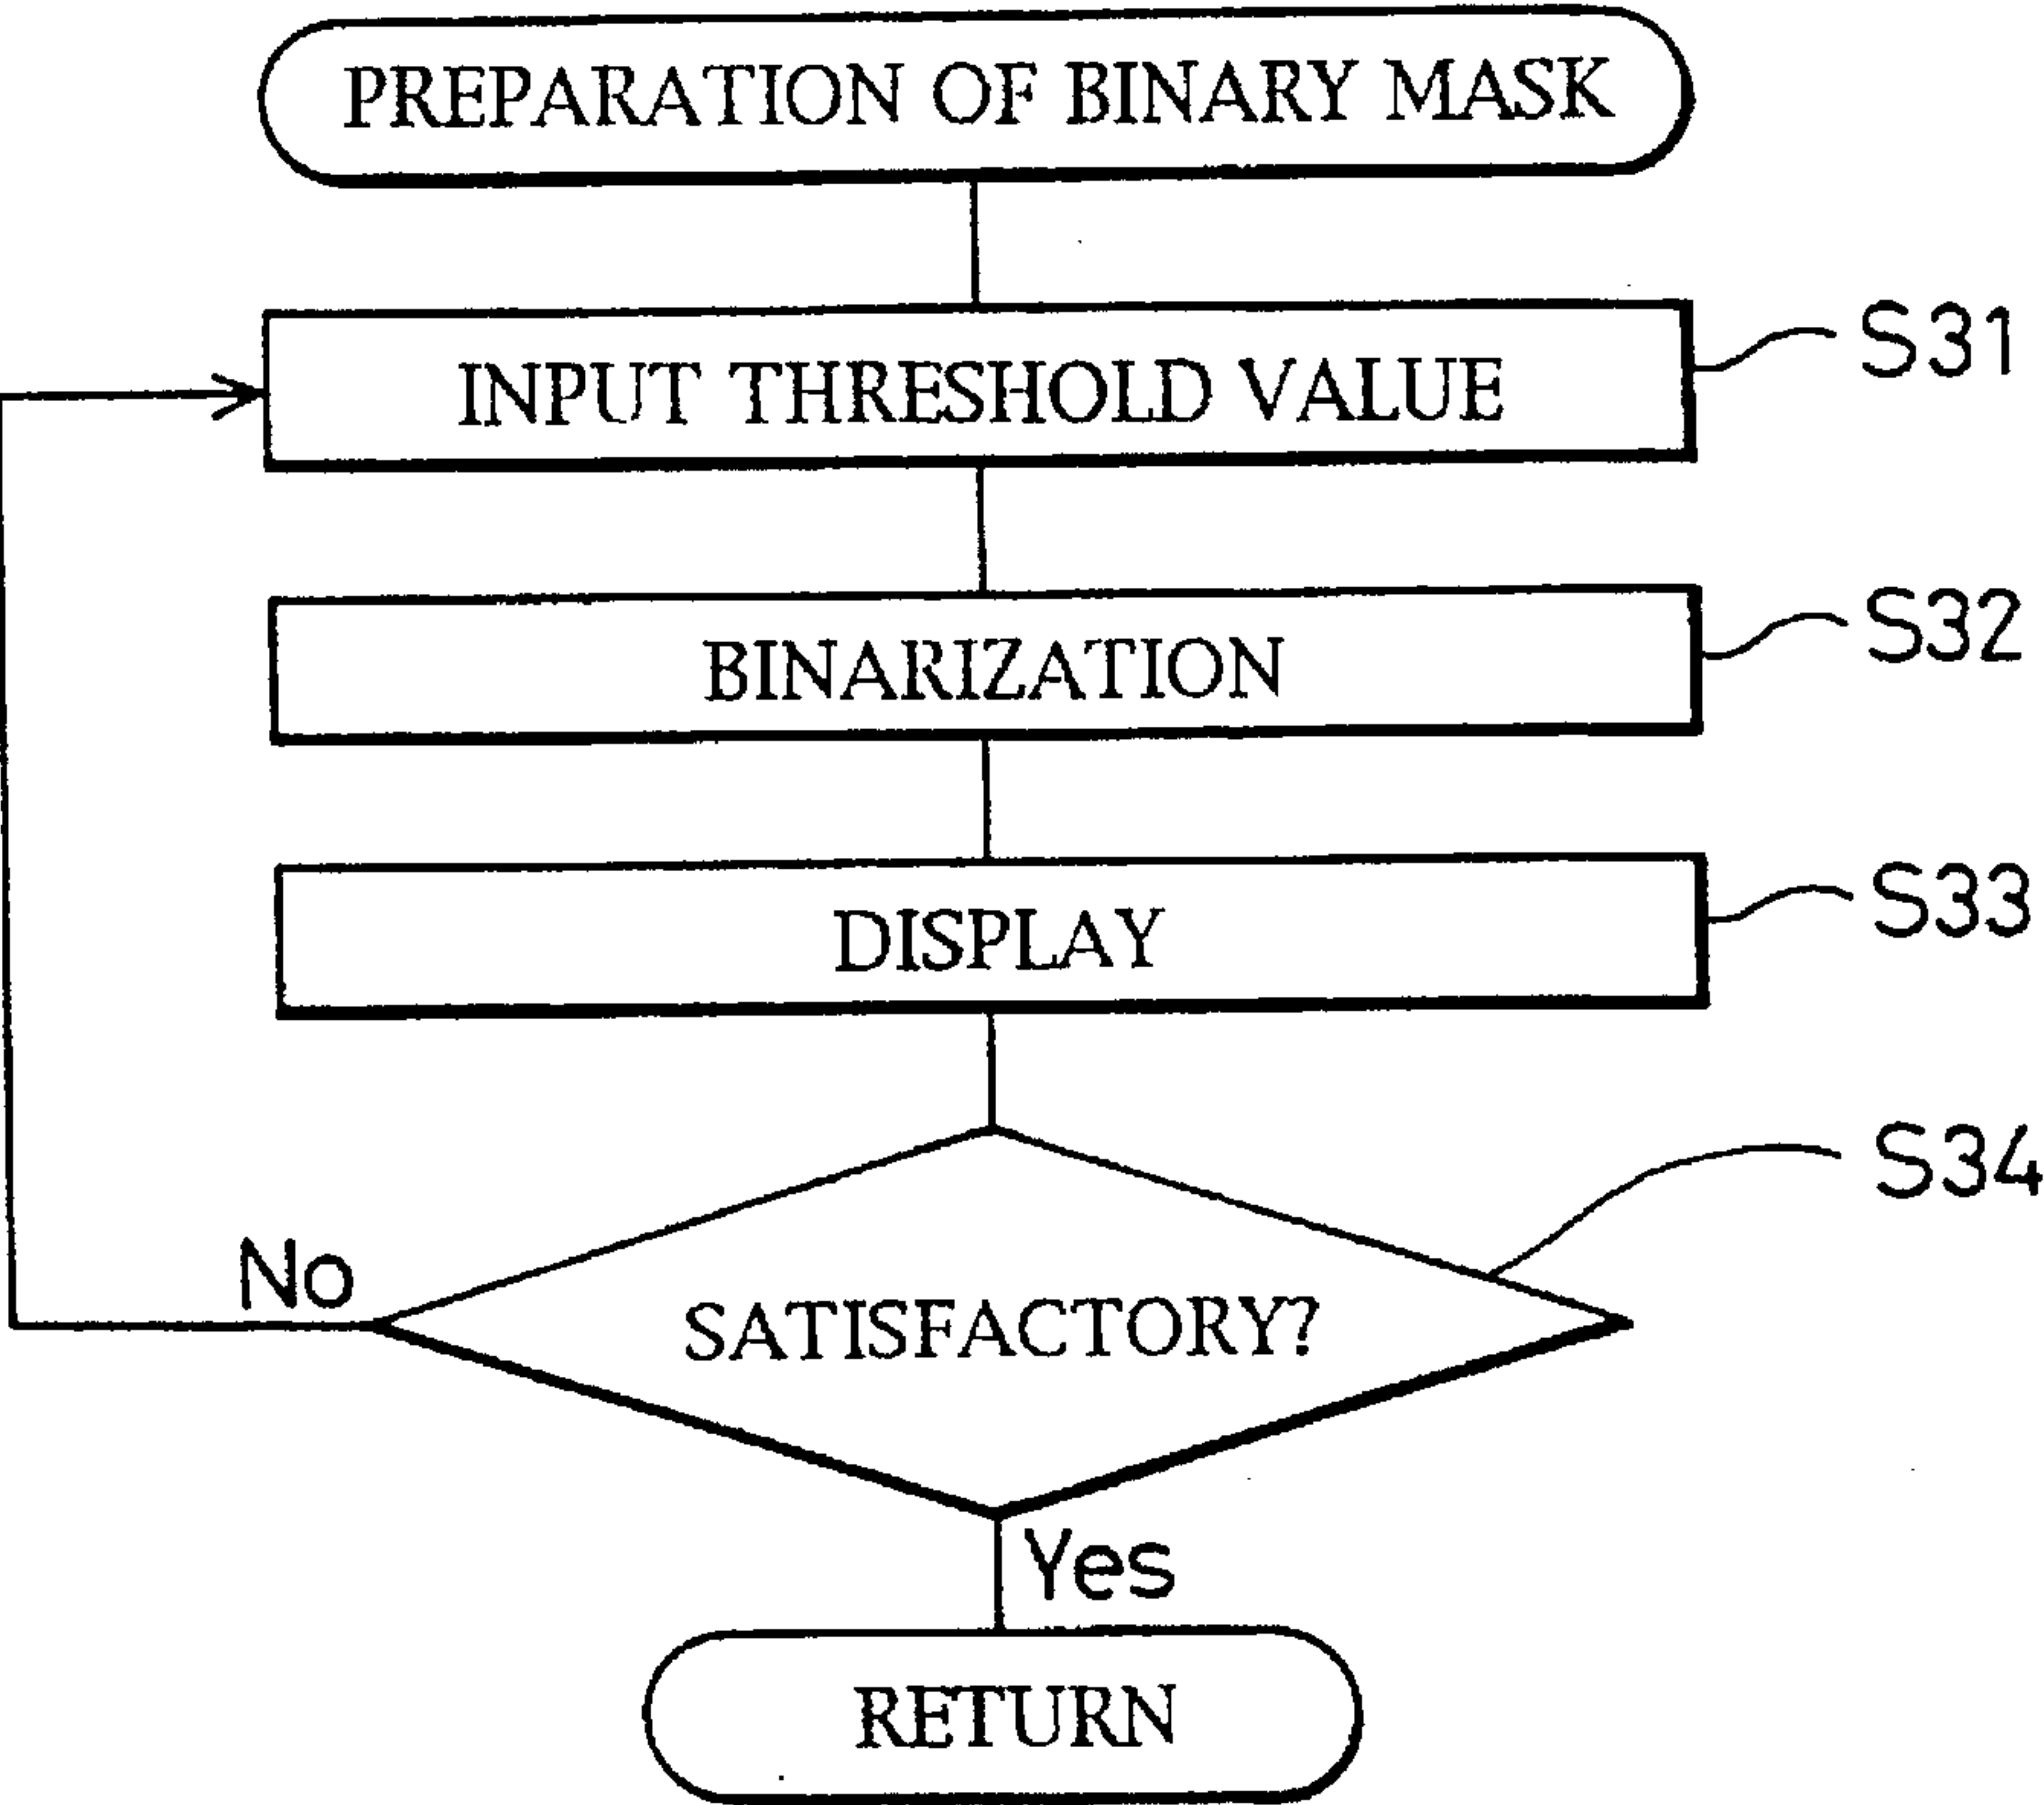 PREPARATION OF BINARY MASK
INPUT THRESHOLD VALUE
S31
BINARIZATION
S32
DISPLAY
S33
S34
No
SATISFACTORY?
Yes
RETURN